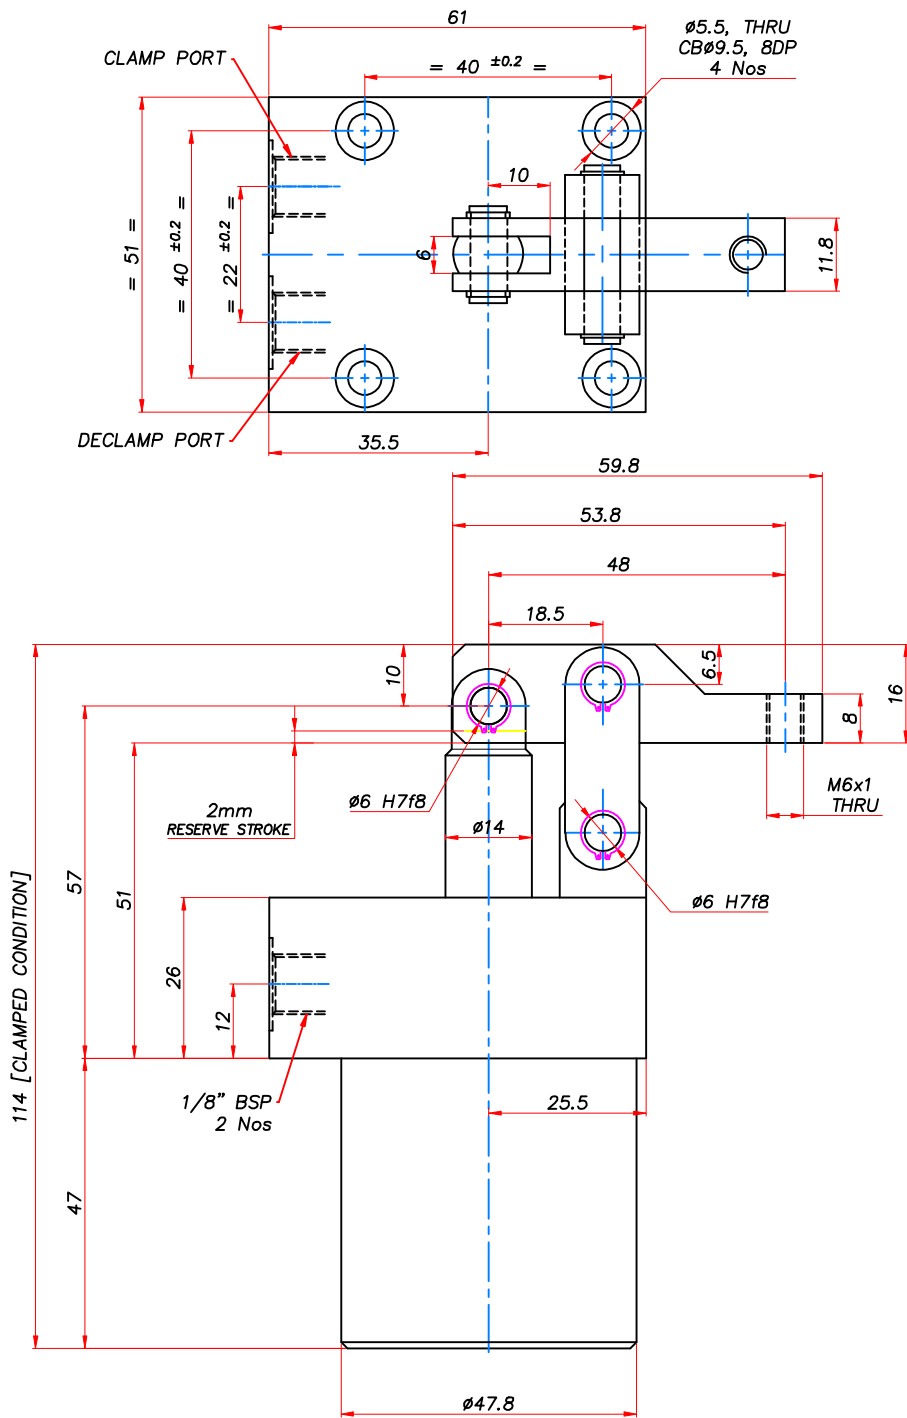 61
CLAMP PORT
= 40 ±0.2 =
ø5.5, THRU
CBø9.5, 8DP
4 Nos
10
= 51 =
= 40 ±0.2 =
= 22 ±0.2 =
6
11.8
DECLAMP PORT
35.5
59.8
53.8
48
18.5
10
6.5
16
8
M6x1
THRU
ø6 H7f8
2mm
RESERVE STROKE
ø14
57
51
ø6 H7f8
114 [CLAMPED CONDITION]
26
12
1/8" BSP
2 Nos
25.5
47
ø47.8